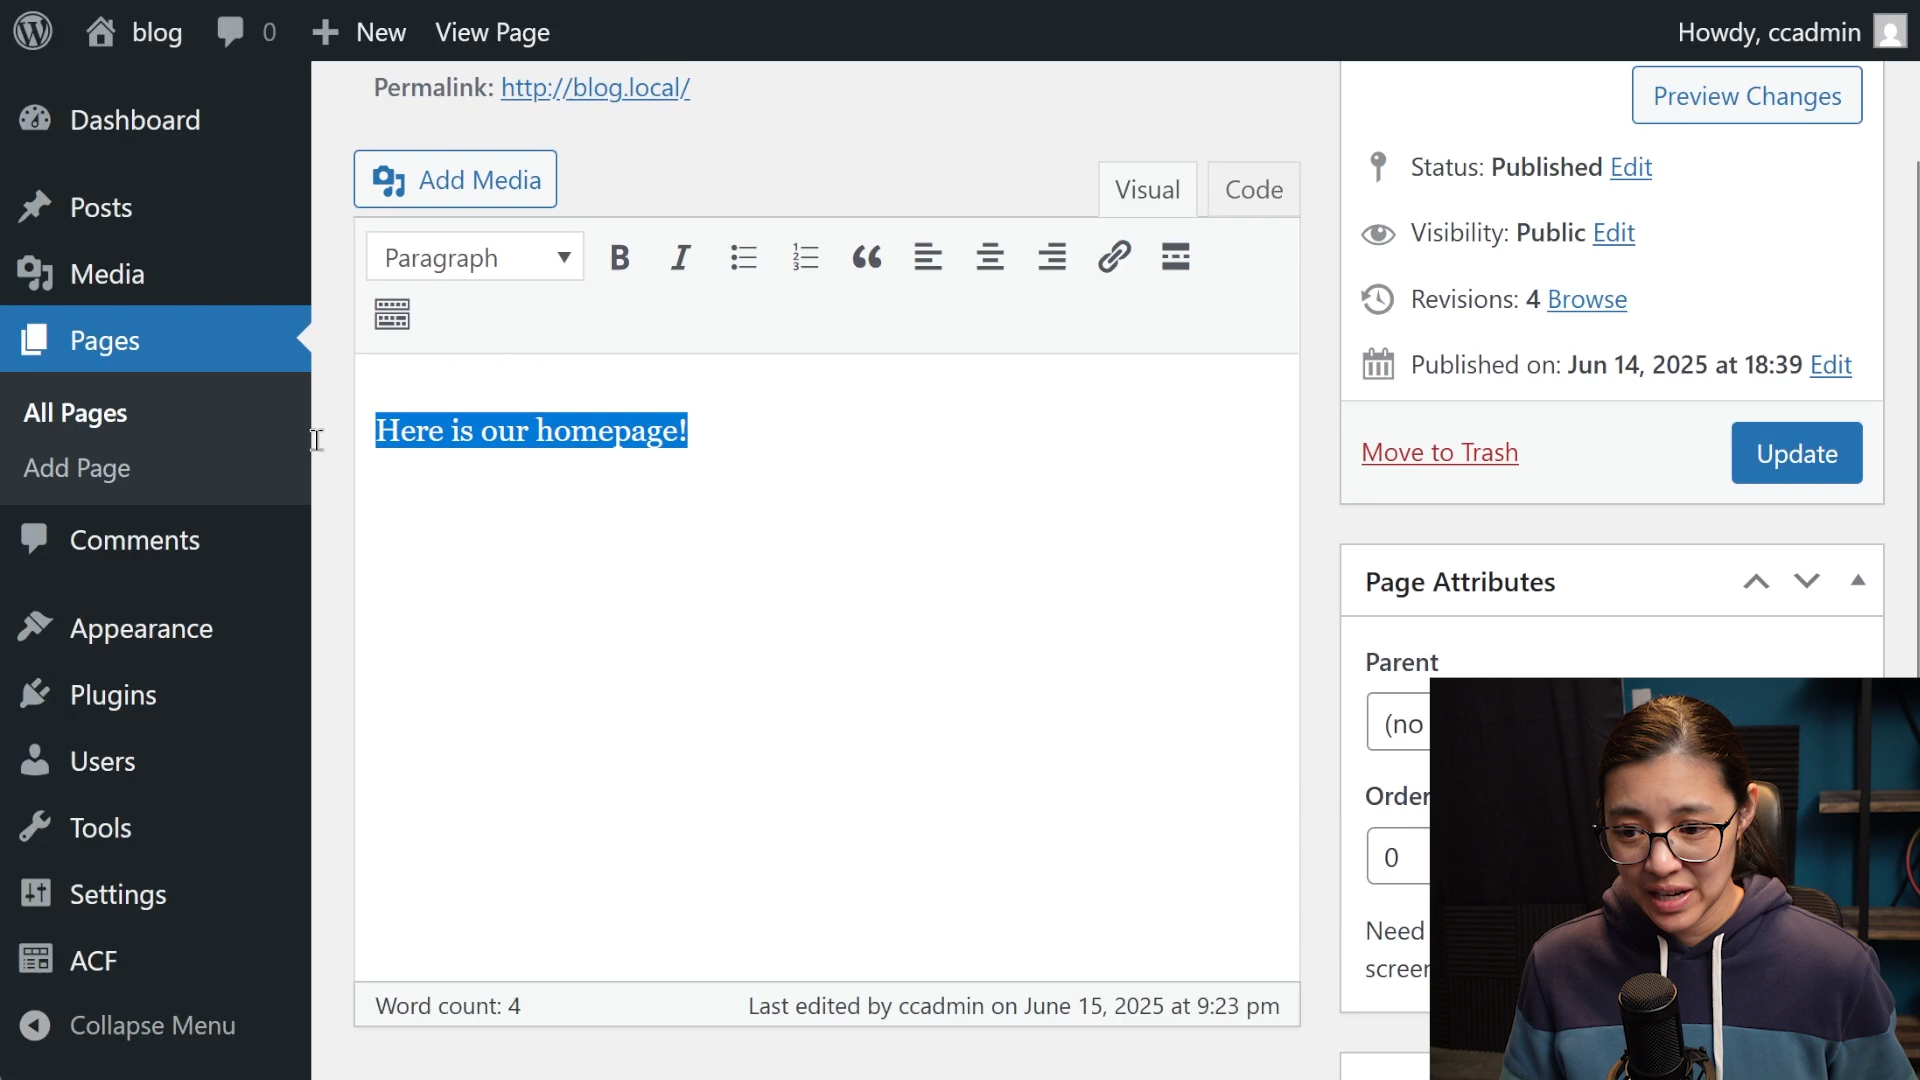 blog
0
New
View Page
Howdy, ccadmin
Dashboard
Posts
Media
Pages
All Pages
Add Page
Comments
Appearance
Plugins
Users
Tools
Settings
ACF
Collapse Menu
Permalink: http://blog.local/
Add Media
Visual
Code
Paragraph
Here is our homepage!
Word count: 4
Last edited by ccadmin on June 15, 2025 at 9:23 pm
Preview Changes
Status: Published Edit
Visibility: Public Edit
Revisions: 4 Browse
Published on: Jun 14, 2025 at 18:39 Edit
Move to Trash
Update
Page Attributes
Parent
(no
Order
0
Need
screen